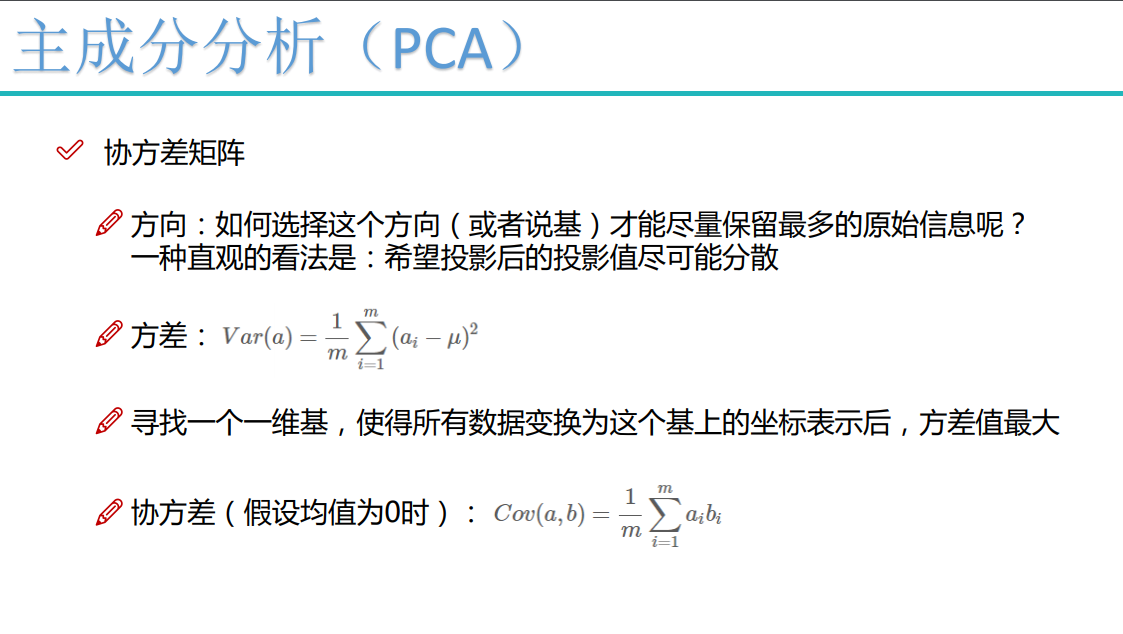 主成分分析（PCA）
协方差矩阵
方向：如何选择这个方向（或者说基）才能尽量保留最多的原始信息呢？
一种直观的看法是：希望投影后的投影值尽可能分散
方差： $Var(a) = \frac{1}{m} \sum_{i=1}^{m} (a_i - \mu)^2$
寻找一个一维基，使得所有数据变换为这个基上的坐标表示后，方差值最大
协方差（假设均值为0时）： $Cov(a,b) = \frac{1}{m} \sum_{i=1}^{m} a_i b_i$